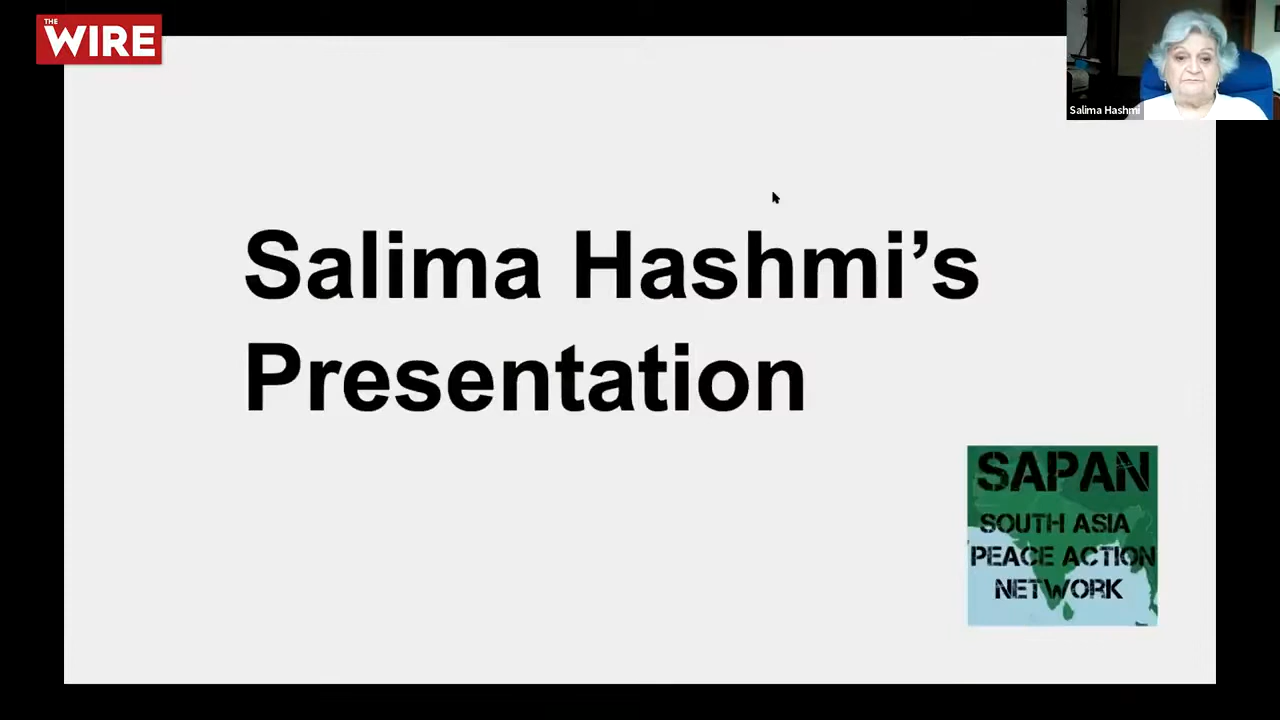 THE
WIRE
Salima Hashmi
Salima Hashmi’s
Presentation
SAPAN
SOUTH ASIA
PEACE ACTION
NETWORK